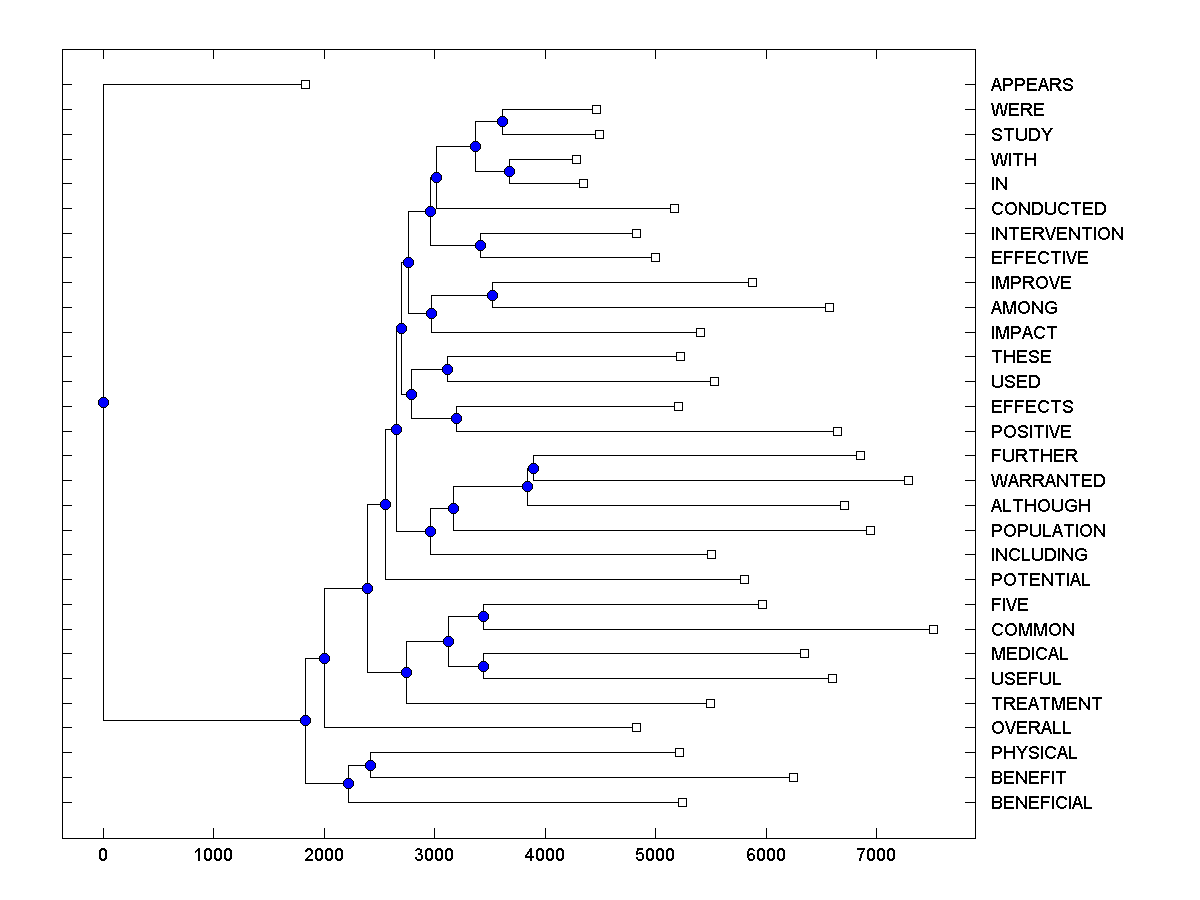 APPEARS
WERE
STUDY
WITH
IN
CONDUCTED
INTERVENTION
EFFECTIVE
IMPROVE
AMONG
IMPACT
THESE
USED
EFFECTS
POSITIVE
FURTHER
WARRANTED
ALTHOUGH
POPULATION
INCLUDING
POTENTIAL
FIVE
COMMON
MEDICAL
USEFUL
TREATMENT
OVERALL
PHYSICAL
BENEFIT
BENEFICIAL
0 1000 2000 3000 4000 5000 6000 7000